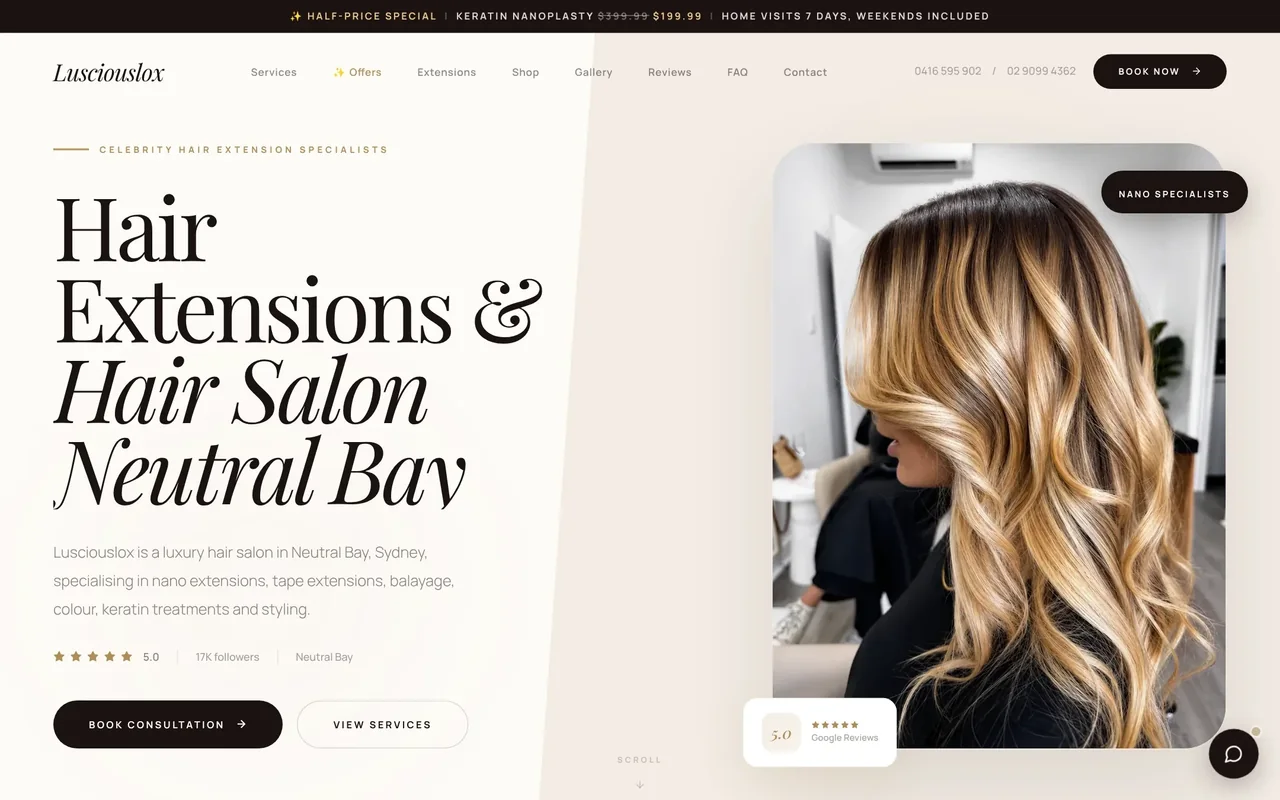 ✨ HALF-PRICE SPECIAL | KERATIN NANOPLASTY $399.99 $199.99 | HOME VISITS 7 DAYS, WEEKENDS INCLUDED
Lusciouslox
Services ✨ Offers Extensions Shop Gallery Reviews FAQ Contact
0416 595 902 / 02 9099 4362
BOOK NOW →
CELEBRITY HAIR EXTENSION SPECIALISTS
NANO SPECIALISTS
Hair
Extensions &
Hair Salon
Neutral Bay
Lusciouslox is a luxury hair salon in Neutral Bay, Sydney,
specialising in nano extensions, tape extensions, balayage,
colour, keratin treatments and styling.
★★★★★ 5.0 | 17K followers | Neutral Bay
BOOK CONSULTATION →
VIEW SERVICES
5.0 ★★★★★
Google Reviews
SCROLL
↓